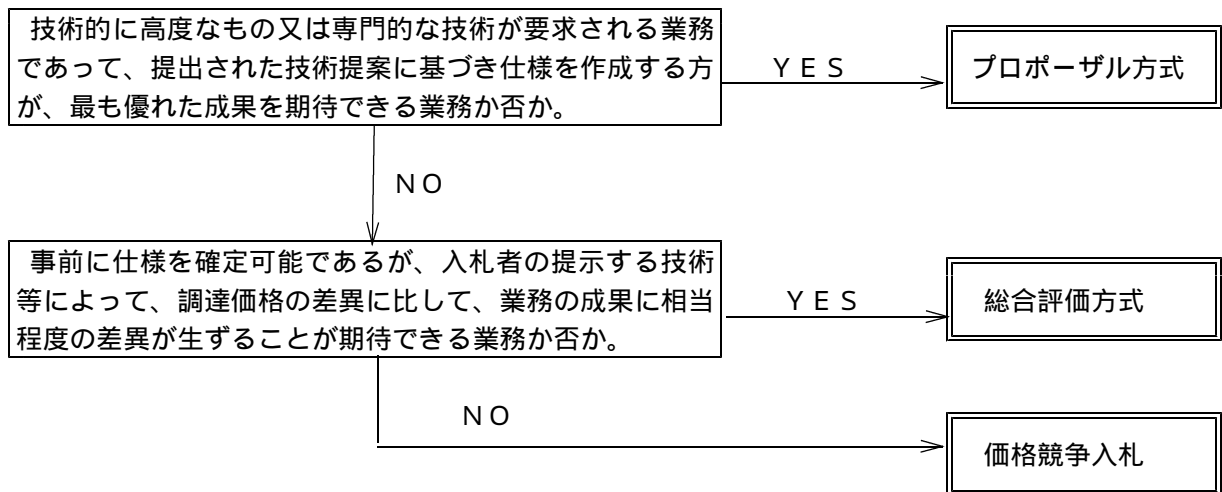 技術的に高度なもの又は専門的な技術が要求される業務
であって、提出された技術提案に基づき仕様を作成する方
が、最も優れた成果を期待できる業務か否か。
ＹＥＳ
プロポーザル方式
ＮＯ
事前に仕様を確定可能であるが、入札者の提示する技術
等によって、調達価格の差異に比して、業務の成果に相当
程度の差異が生ずることが期待できる業務か否か。
ＹＥＳ
総合評価方式
ＮＯ
価格競争入札